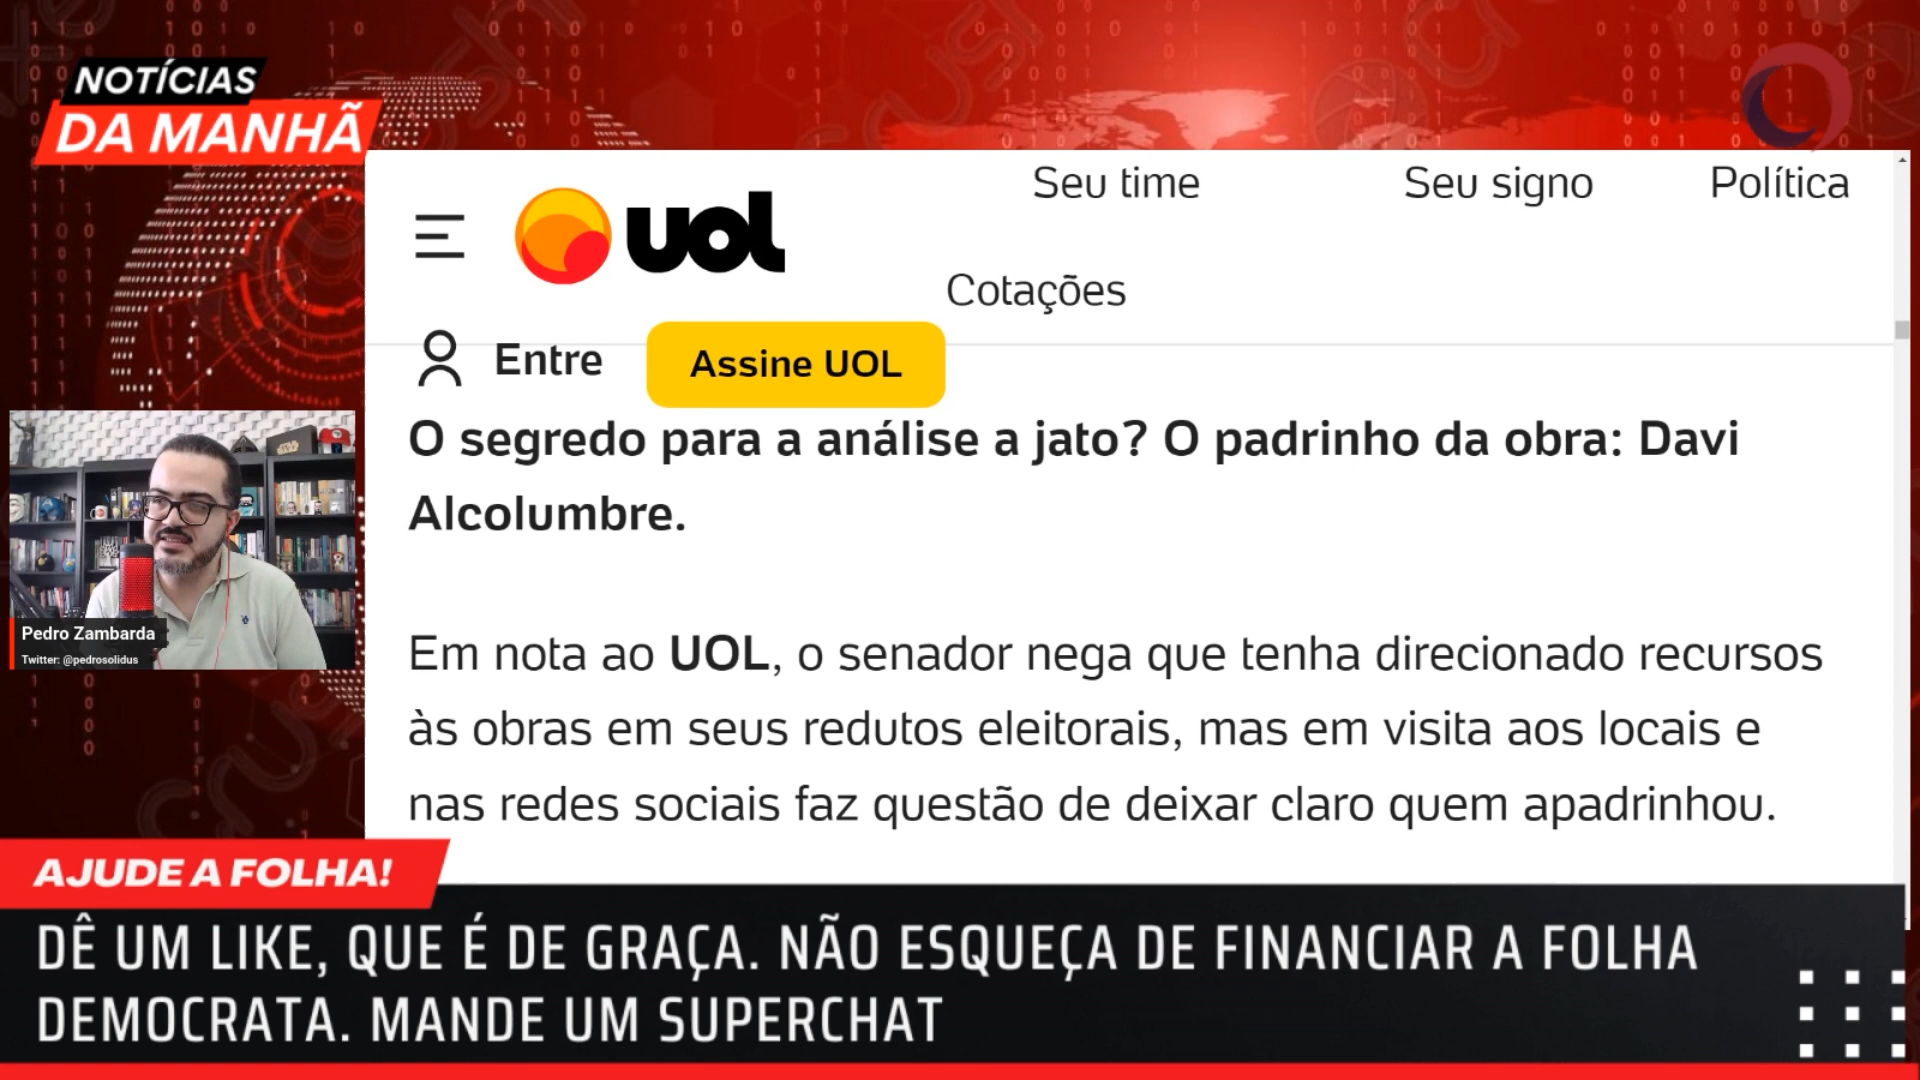 NOTÍCIAS
DA MANHÃ
uol
Seu time
Seu signo
Política
Cotações
Entre
Assine UOL
O segredo para a análise a jato? O padrinho da obra: Davi
Alcolumbre.
Em nota ao UOL, o senador nega que tenha direcionado recursos
às obras em seus redutos eleitorais, mas em visita aos locais e
nas redes sociais faz questão de deixar claro quem apadrinhou.
Pedro Zambarda
Twitter: @pedrosolidus
AJUDE A FOLHA!
DÊ UM LIKE, QUE É DE GRAÇA. NÃO ESQUEÇA DE FINANCIAR A FOLHA
DEMOCRATA. MANDE UM SUPERCHAT